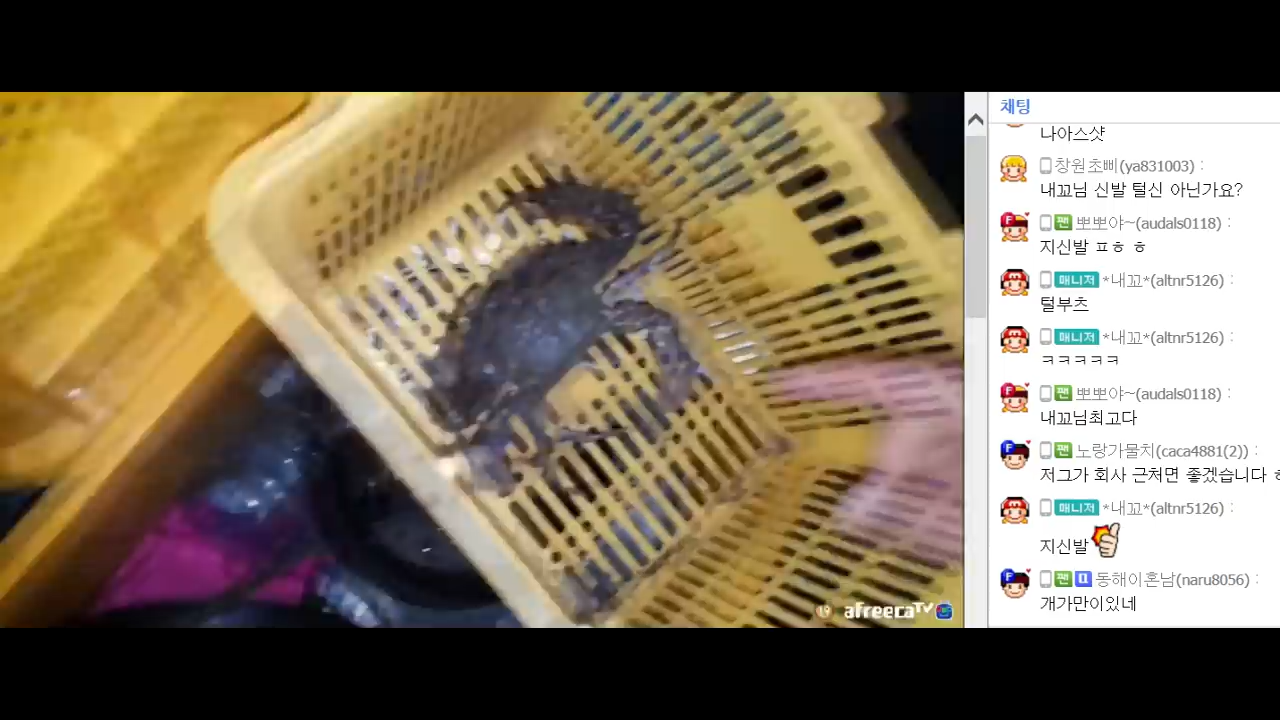 채팅
나아스샷
창원초삐(ya831003) :
내꼬님 신발 털신 아닌가요?
팬 뽀뽀야~(audals0118) :
지신발 ㅍㅎ ㅎ
매니저 *내꼬*(altnr5126) :
털부츠
매니저 *내꼬*(altnr5126) :
ㅋㅋㅋㅋㅋ
팬 뽀뽀야~(audals0118) :
내꼬님최고다
팬 노랑가물치(caca4881(2)) :
저그가 회사 근처면 좋겠습니다
매니저 *내꼬*(altnr5126) :
지신발
팬 동해이혼남(naru8056) :
개가만이있네
19 afreecaTV